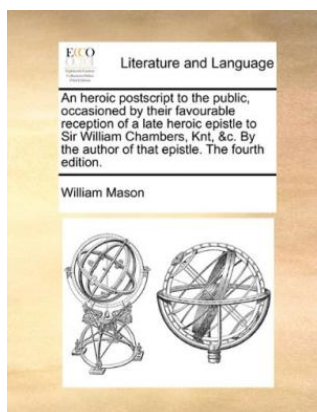 ECCO
Literature and Language
An heroic postscript to the public,
occasioned by their favourable
reception of a late heroic epistle to
Sir William Chambers, Knt, &c. By
the author of that epistle. The fourth
edition.
William Mason